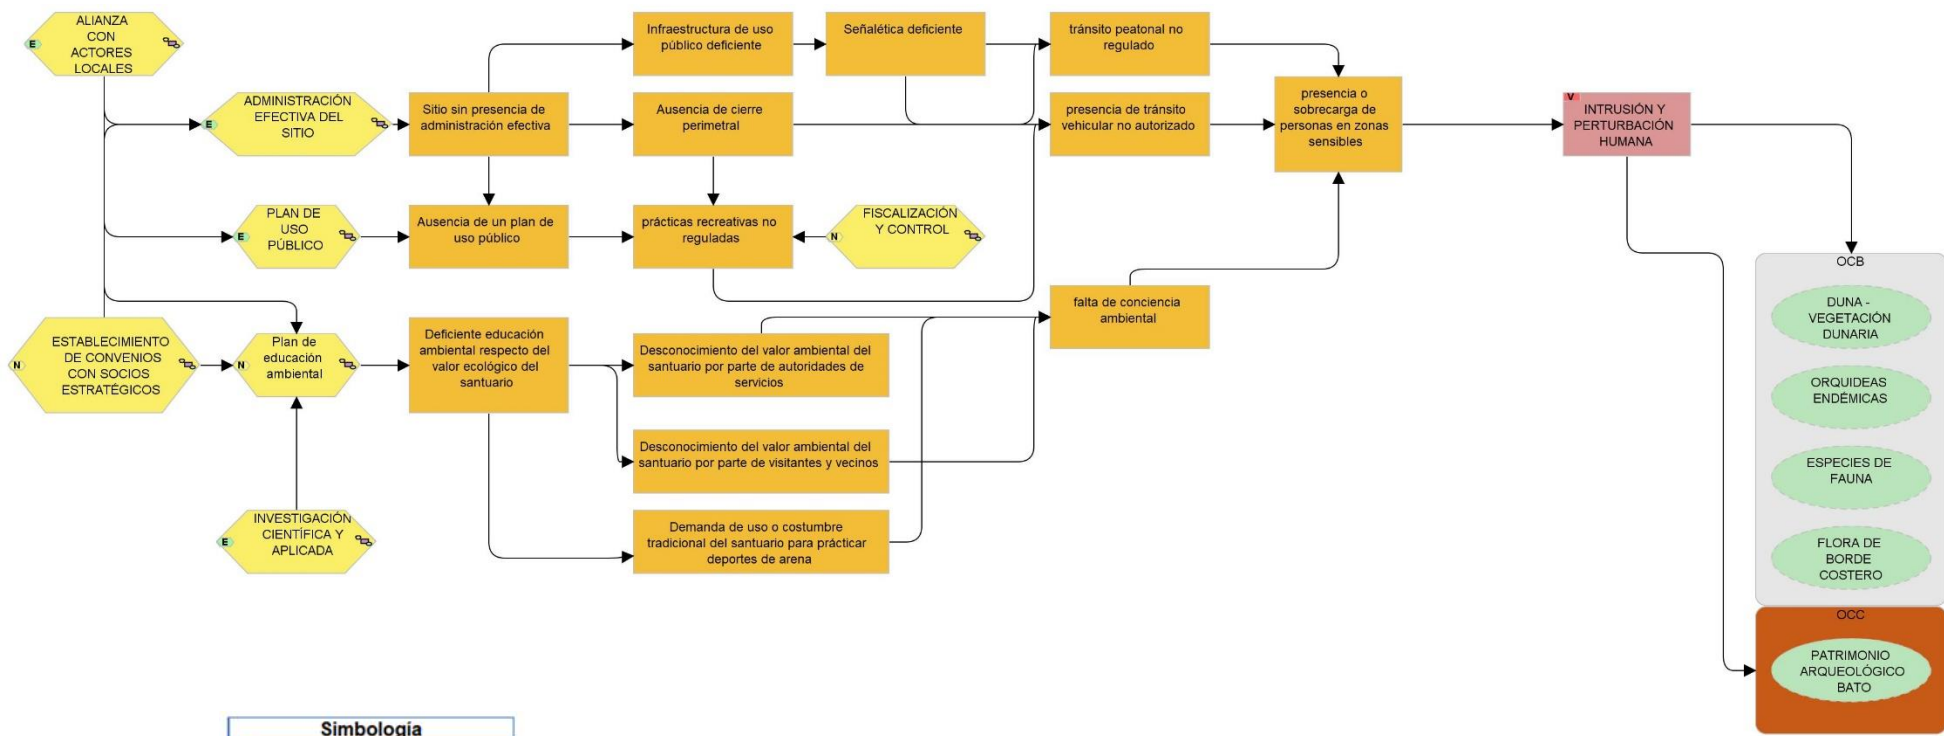 ALIANZA
CON
ACTORES
LOCALES
E
ADMINISTRACIÓN
EFECTIVA DEL
SITIO
E
Sitio sin presencia de
administración efectiva
Infraestructura de uso
público deficiente
Señalética deficiente
tránsito peatonal no
regulado
Ausencia de cierre
perimetral
presencia de tránsito
vehicular no autorizado
presencia o
sobrecarga de
personas en zonas
sensibles
V
INTRUSIÓN Y
PERTURBACIÓN
HUMANA
PLAN DE
USO
PÚBLICO
E
Ausencia de un plan de
uso público
prácticas recreativas no
reguladas
FISCALIZACIÓN
Y CONTROL
N
ESTABLECIMIENTO
DE CONVENIOS
CON SOCIOS
ESTRATÉGICOS
N
Plan de
educación
ambiental
N
Deficiente educación
ambiental respecto del
valor ecológico del
santuario
Desconocimiento del valor ambiental del
santuario por parte de autoridades de
servicios
falta de conciencia
ambiental
Desconocimiento del valor ambiental del
santuario por parte de visitantes y vecinos
INVESTIGACIÓN
CIENTÍFICA Y
APLICADA
E
Demanda de uso o costumbre
tradicional del santuario para prácticar
deportes de arena
OCB
DUNA -
VEGETACIÓN
DUNARIA
ORQUIDEAS
ENDÉMICAS
ESPECIES DE
FAUNA
FLORA DE
BORDE
COSTERO
OCC
PATRIMONIO
ARQUEOLÓGICO
BATO
Simbología